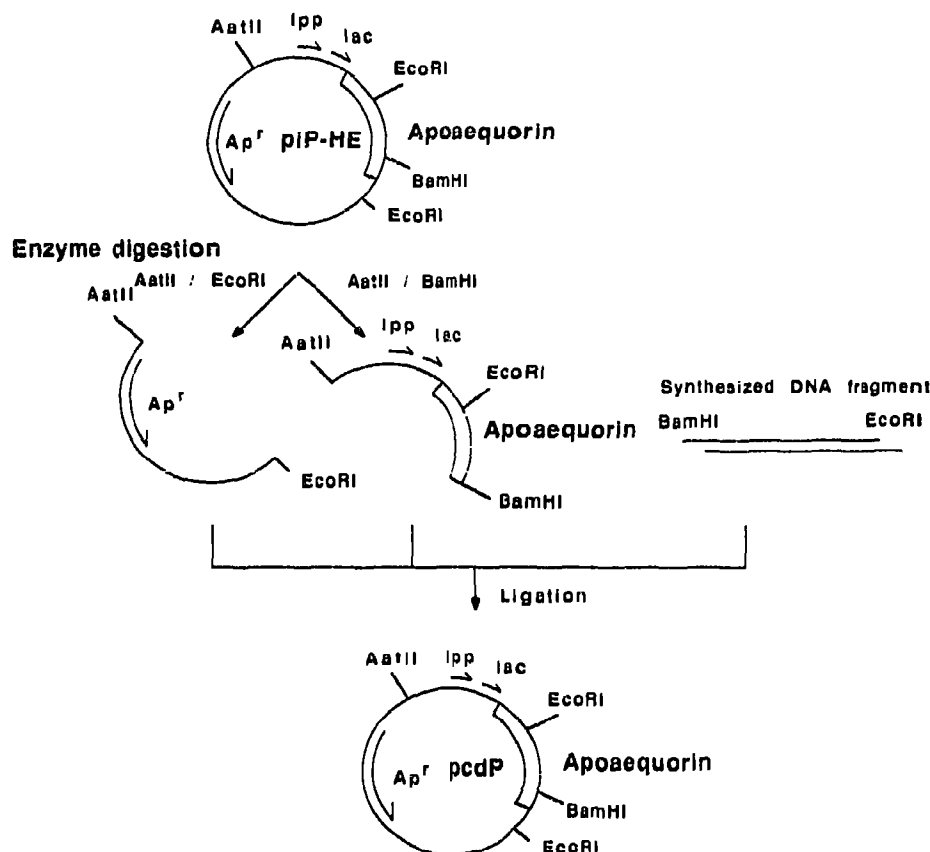 AatII
lpp
lac
EcoRI
Ap^r piP-HE
Apoaequorin
BamHI
EcoRI
Enzyme digestion
AatII / EcoRI
AatII / BamHI
AatII
Ap^r
EcoRI
AatII
lpp
lac
EcoRI
Apoaequorin
BamHI
Synthesized DNA fragment
BamHI
EcoRI
Ligation
AatII
lpp
lac
EcoRI
Ap^r pcdP
Apoaequorin
BamHI
EcoRI